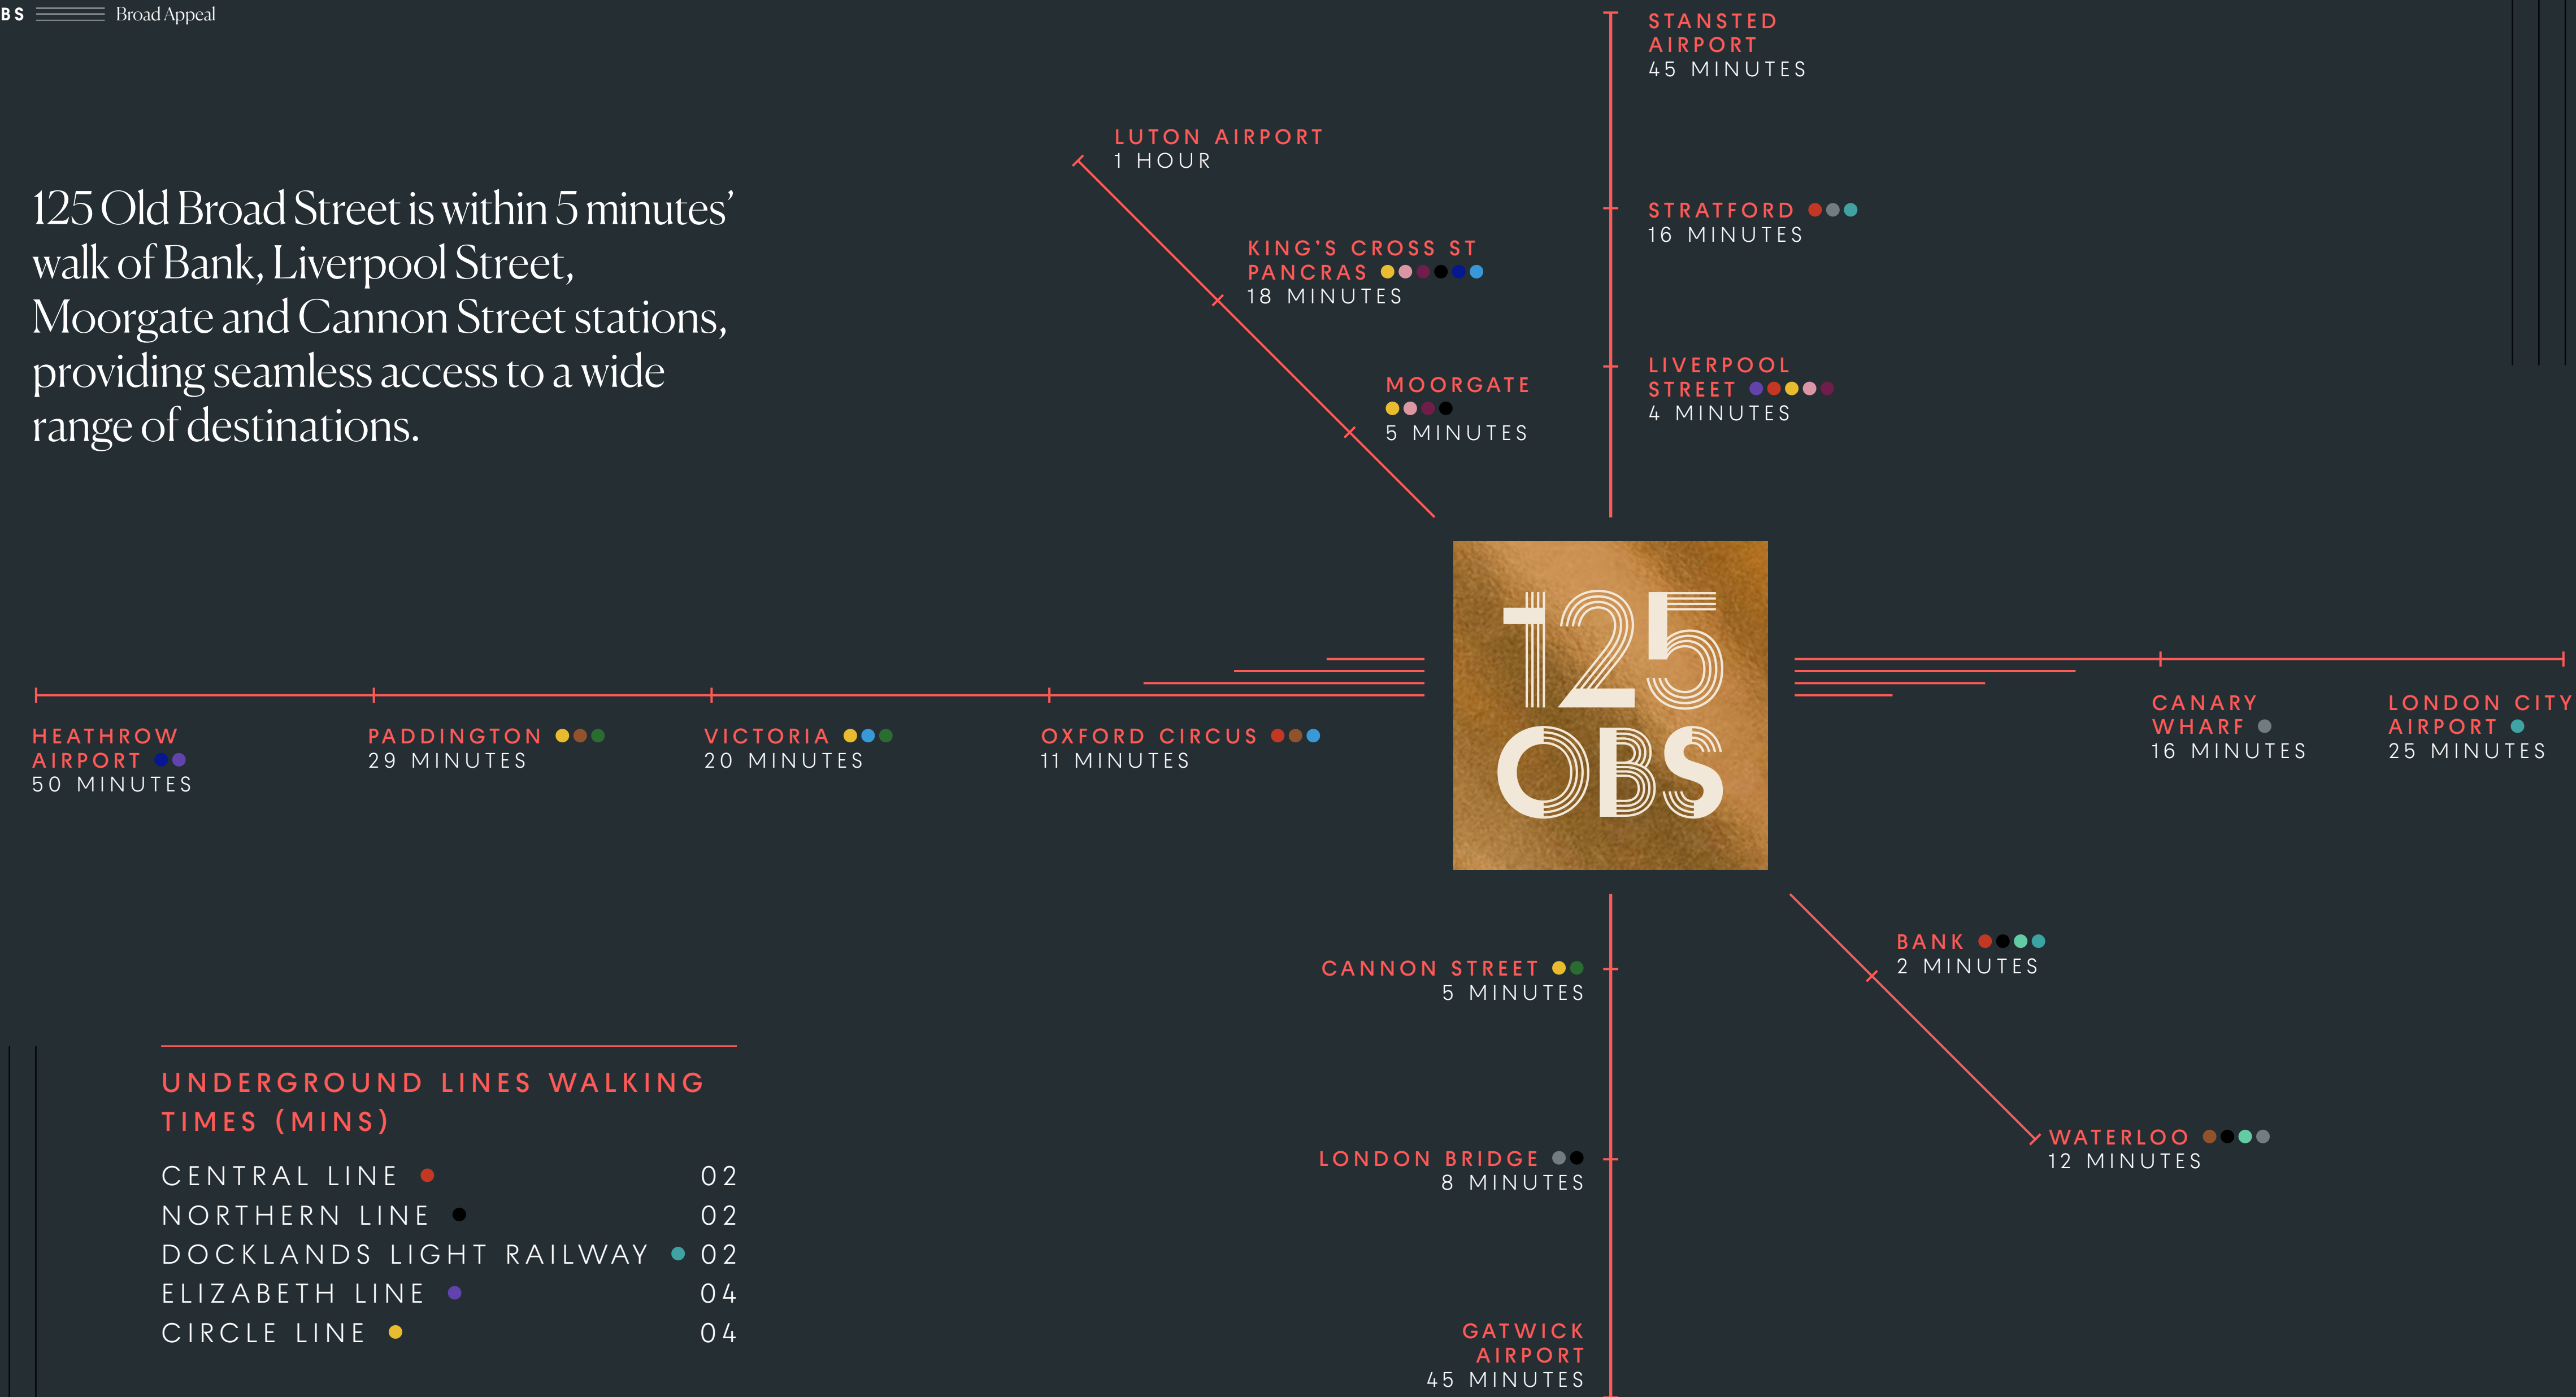 BS
Broad Appeal
125 Old Broad Street is within 5 minutes’
walk of Bank, Liverpool Street,
Moorgate and Cannon Street stations,
providing seamless access to a wide
range of destinations.
STANSTED
AIRPORT
45 MINUTES
LUTON AIRPORT
1 HOUR
STRATFORD
16 MINUTES
KING’S CROSS ST
PANCRAS
18 MINUTES
LIVERPOOL
STREET
4 MINUTES
MOORGATE
5 MINUTES
125
OBS
HEATHROW
AIRPORT
50 MINUTES
PADDINGTON
29 MINUTES
VICTORIA
20 MINUTES
OXFORD CIRCUS
11 MINUTES
CANARY
WHARF
16 MINUTES
LONDON CITY
AIRPORT
25 MINUTES
CANNON STREET
5 MINUTES
BANK
2 MINUTES
LONDON BRIDGE
8 MINUTES
WATERLOO
12 MINUTES
GATWICK
AIRPORT
45 MINUTES
UNDERGROUND LINES WALKING
TIMES (MINS)
CENTRAL LINE 02
NORTHERN LINE 02
DOCKLANDS LIGHT RAILWAY 02
ELIZABETH LINE 04
CIRCLE LINE 04